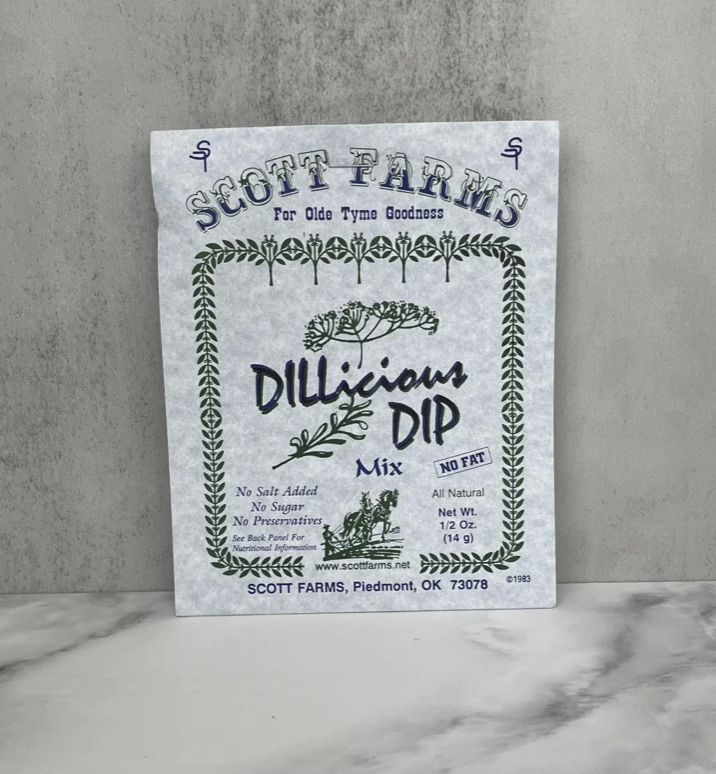 SCOTT FARMS
For Olde Tyme Goodness
DILLicious
DIP
Mix
NO FAT
No Salt Added
No Sugar
No Preservatives
See Back Panel For
Nutritional Information
All Natural
Net Wt.
1/2 Oz.
(14 g)
www.scottfarms.net
©1983
SCOTT FARMS, Piedmont, OK 73078